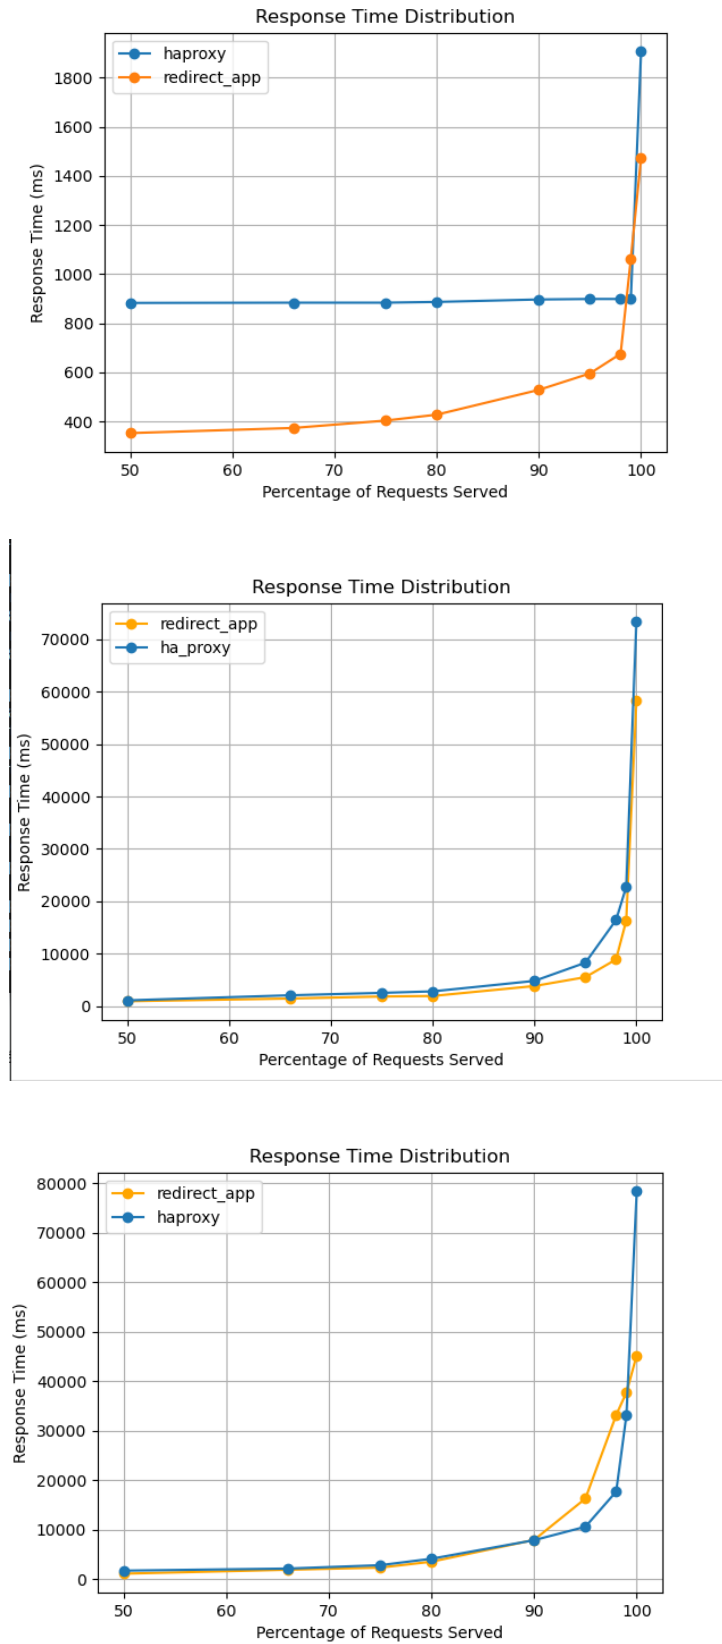 Response Time Distribution
haproxy
redirect_app
1800
1600
1400
1200
1000
800
600
400
Response Time (ms)
50 60 70 80 90 100
Percentage of Requests Served
Response Time Distribution
redirect_app
ha_proxy
70000
60000
50000
40000
30000
20000
10000
0
Response Time (ms)
50 60 70 80 90 100
Percentage of Requests Served
Response Time Distribution
redirect_app
haproxy
80000
70000
60000
50000
40000
30000
20000
10000
0
Response Time (ms)
50 60 70 80 90 100
Percentage of Requests Served